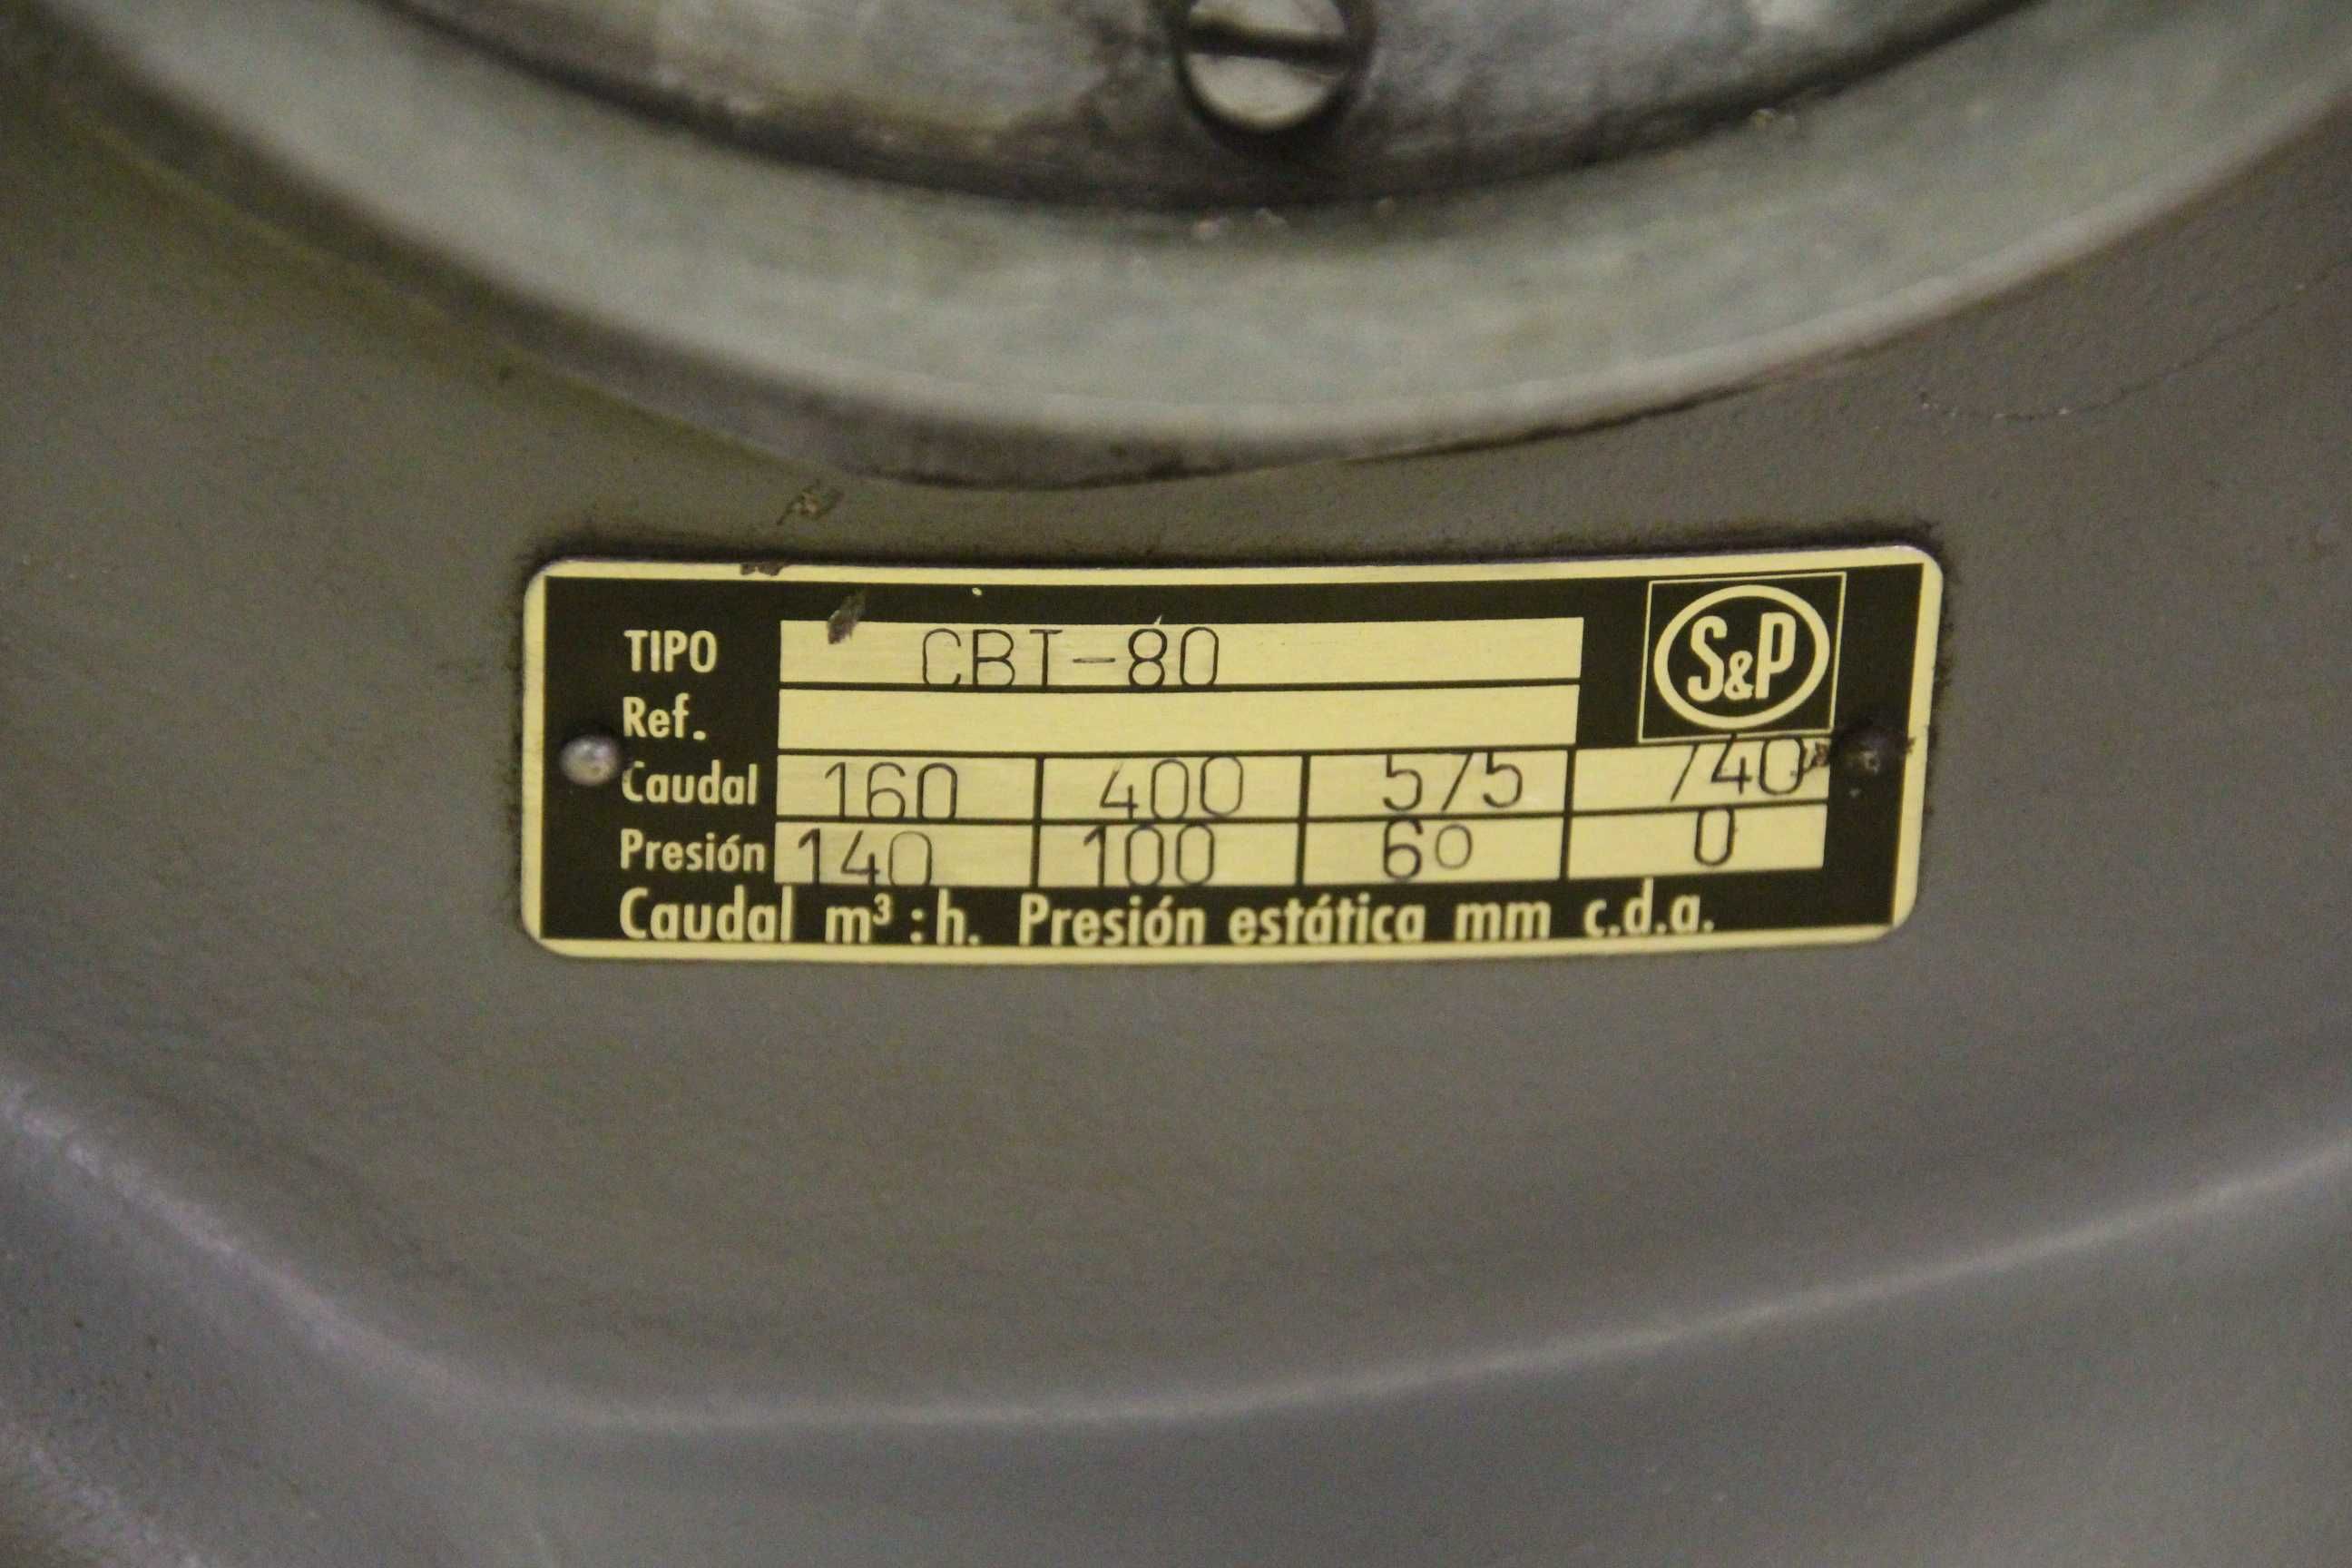 TIPO CBT-80
S&P
Ref.
Caudal 160 400 575 740
Presión 140 100 60 0
Caudal m³:h. Presión estática mm c.d.a.